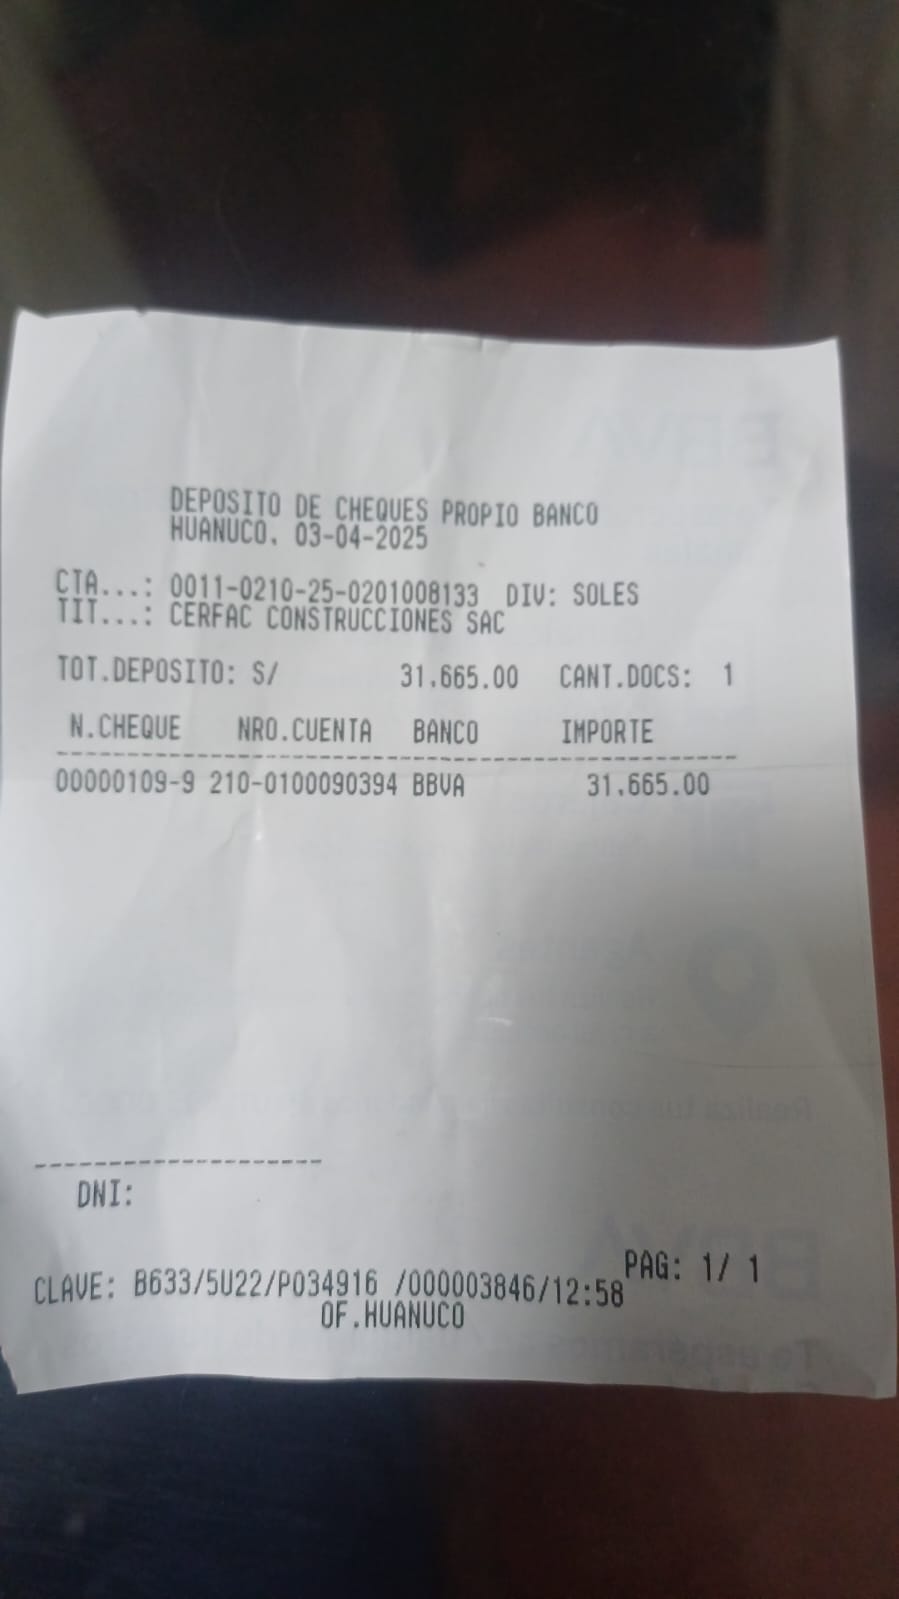 DEPOSITO DE CHEQUES PROPIO BANCO
HUANUCO. 03-04-2025
CTA...: 0011-0210-25-0201008133 DIV: SOLES
TIT...: CERFAC CONSTRUCCIONES SAC
TOT.DEPOSITO: S/ 31.665.00 CANT.DOCS: 1
N.CHEQUE NRO.CUENTA BANCO IMPORTE
00000109-9 210-0100090394 BBVA 31.665.00
DNI:
PAG: 1/ 1
CLAVE: B633/5U22/P034916 /000003846/12:58
OF.HUANUCO